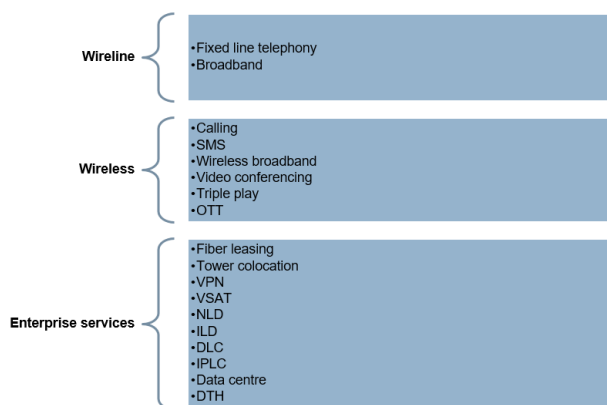 Wireline
•Fixed line telephony
•Broadband
Wireless
•Calling
•SMS
•Wireless broadband
•Video conferencing
•Triple play
•OTT
Enterprise services
•Fiber leasing
•Tower colocation
•VPN
•VSAT
•NLD
•ILD
•DLC
•IPLC
•Data centre
•DTH